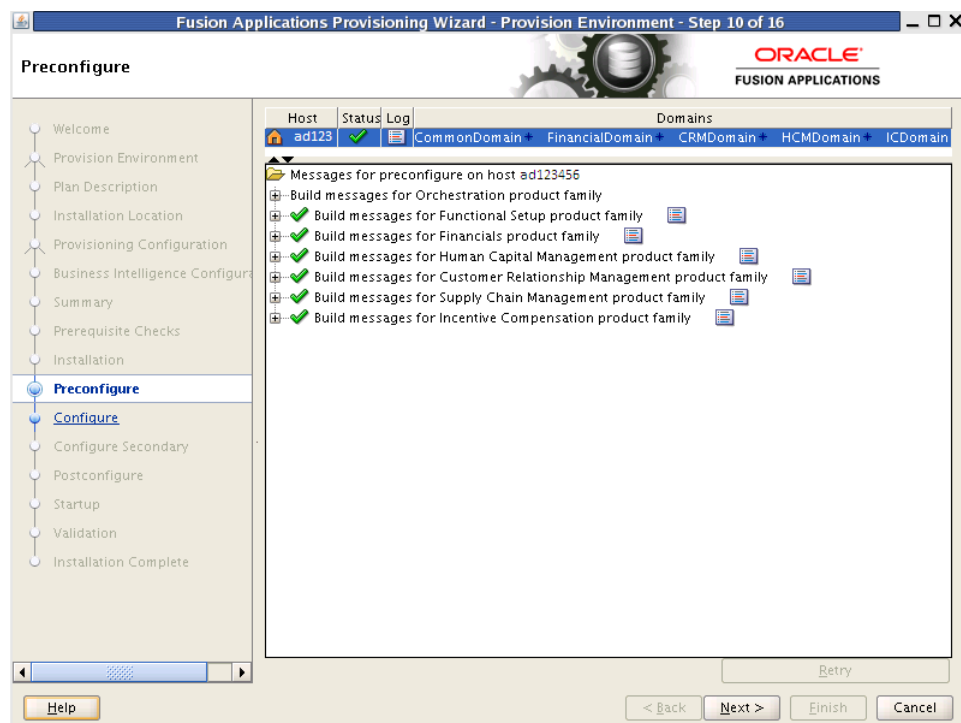 Fusion Applications Provisioning Wizard - Provision Environment - Step 10 of 16
Preconfigure
ORACLE
FUSION APPLICATIONS
Welcome
Provision Environment
Plan Description
Installation Location
Provisioning Configuration
Business Intelligence Configura
Summary
Prerequisite Checks
Installation
Preconfigure
Configure
Configure Secondary
Postconfigure
Startup
Validation
Installation Complete
Host Status Log Domains
ad123 CommonDomain+ FinancialDomain+ CRMDomain+ HCMDomain+ ICDomain
Messages for preconfigure on host ad123456
Build messages for Orchestration product family
Build messages for Functional Setup product family
Build messages for Financials product family
Build messages for Human Capital Management product family
Build messages for Customer Relationship Management product family
Build messages for Supply Chain Management product family
Build messages for Incentive Compensation product family
Retry
Help < Back Next > Finish Cancel